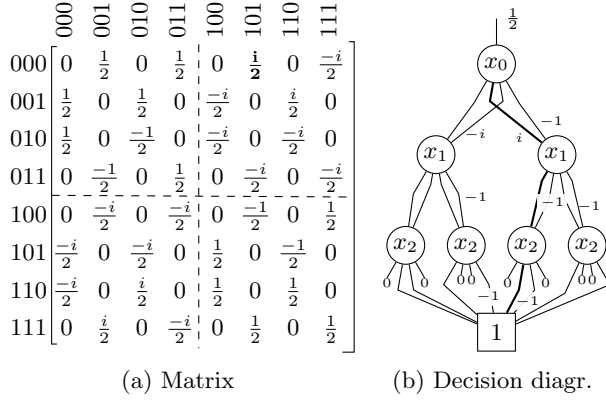 000 001 010 011 100 101 110 111
000 0 1/2 0 1/2 0 i/2 0 -i/2
001 1/2 0 1/2 0 -i/2 0 i/2 0
010 1/2 0 -1/2 0 -i/2 0 -i/2 0
011 0 -1/2 0 1/2 0 -i/2 0 -i/2
100 0 -i/2 0 -i/2 0 -1/2 0 1/2
101 -i/2 0 -i/2 0 1/2 0 -1/2 0
110 -i/2 0 i/2 0 1/2 0 1/2 0
111 0 i/2 0 -i/2 0 1/2 0 1/2
(a) Matrix
1/2
x₀
-i i -1
x₁ x₁
-1 -1 -1
x₂ x₂ x₂ x₂
0 0 0 0 0 0 0 0
-1 -1
1
(b) Decision diagr.